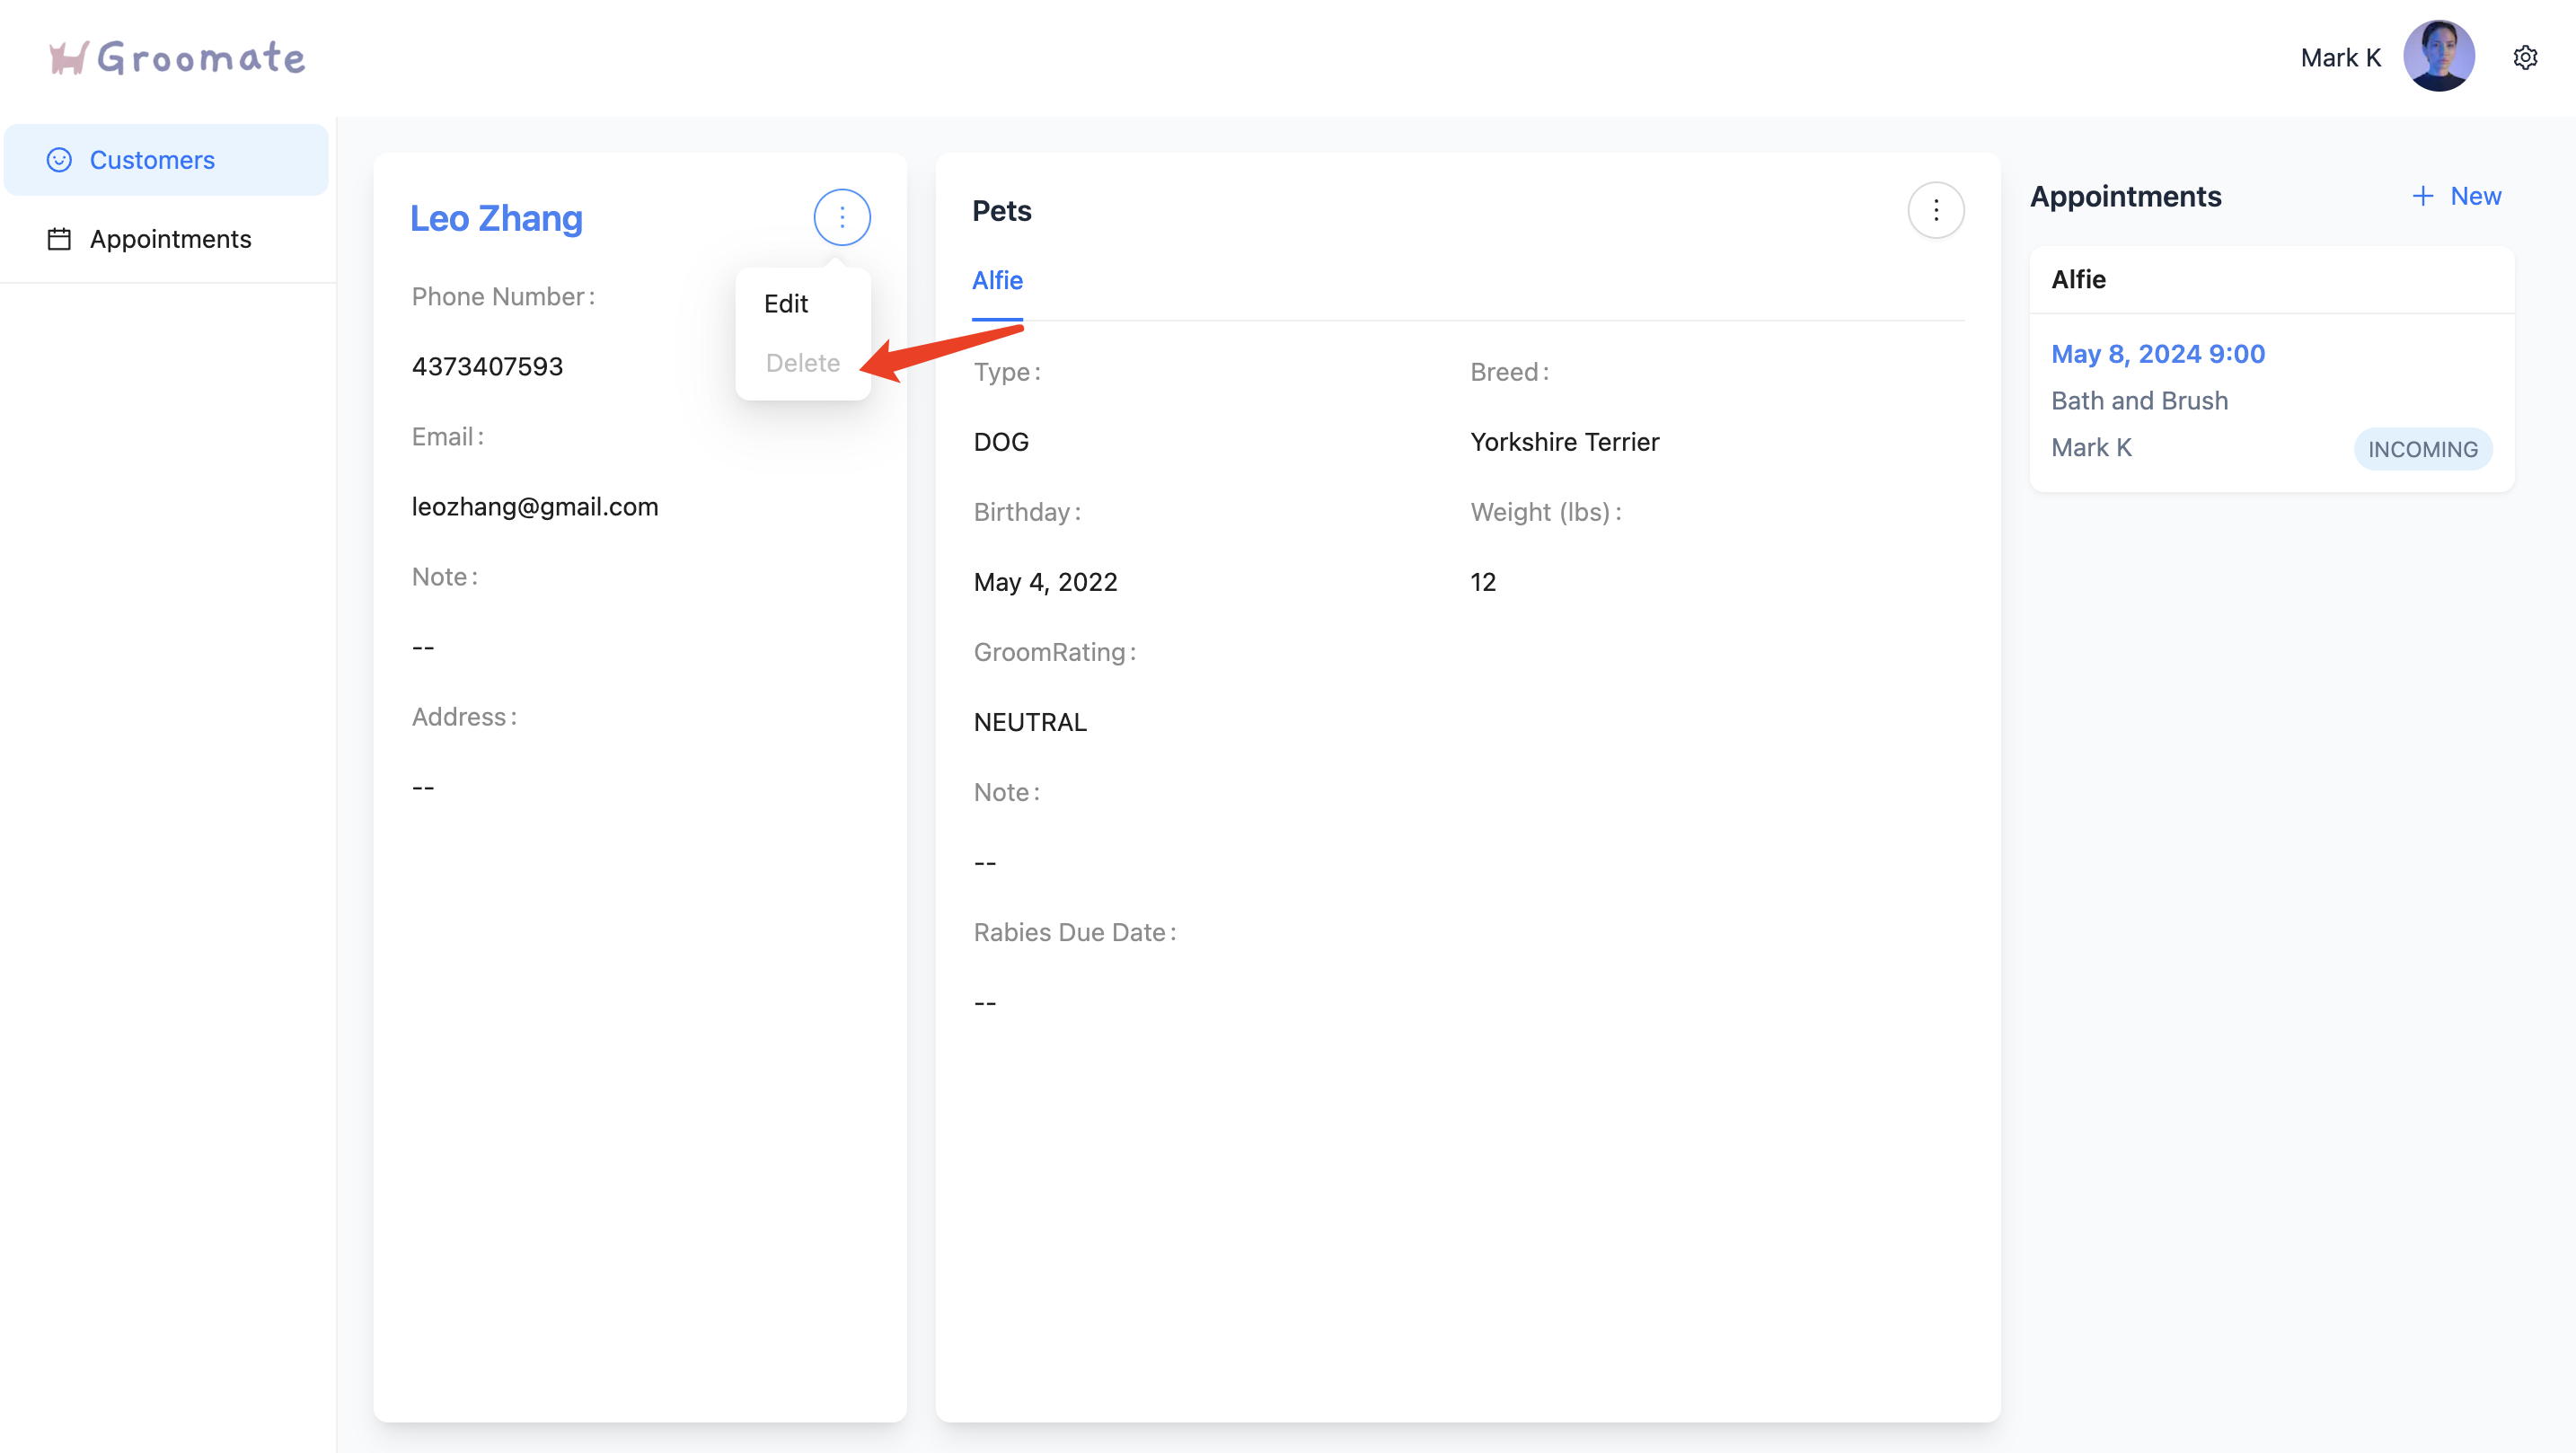 Groomate
Mark K
Customers
Appointments
Leo Zhang
Edit
Delete
Phone Number:
4373407593
Email:
leozhang@gmail.com
Note:
--
Address:
--
Pets
Alfie
Type:
DOG
Breed:
Yorkshire Terrier
Birthday:
May 4, 2022
Weight (lbs):
12
GroomRating:
NEUTRAL
Note:
--
Rabies Due Date:
--
Appointments
+ New
Alfie
May 8, 2024 9:00
Bath and Brush
Mark K
INCOMING